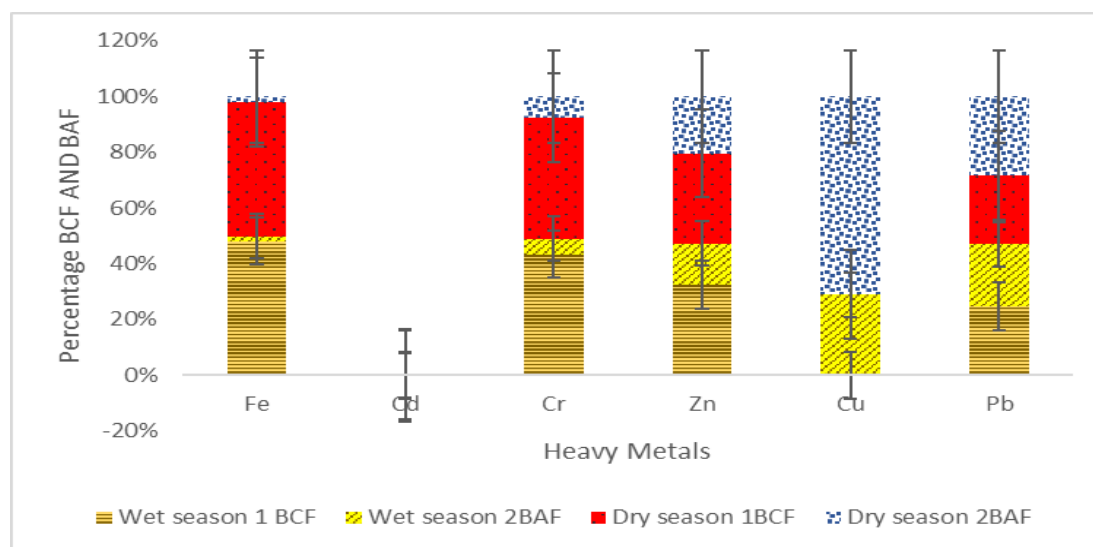 120%
100%
80%
60%
40%
20%
0%
-20%
Percentage BCF AND BAF
Fe Cd Cr Zn Cu Pb
Heavy Metals
Wet season 1 BCF Wet season 2BAF Dry season 1BCF Dry season 2BAF